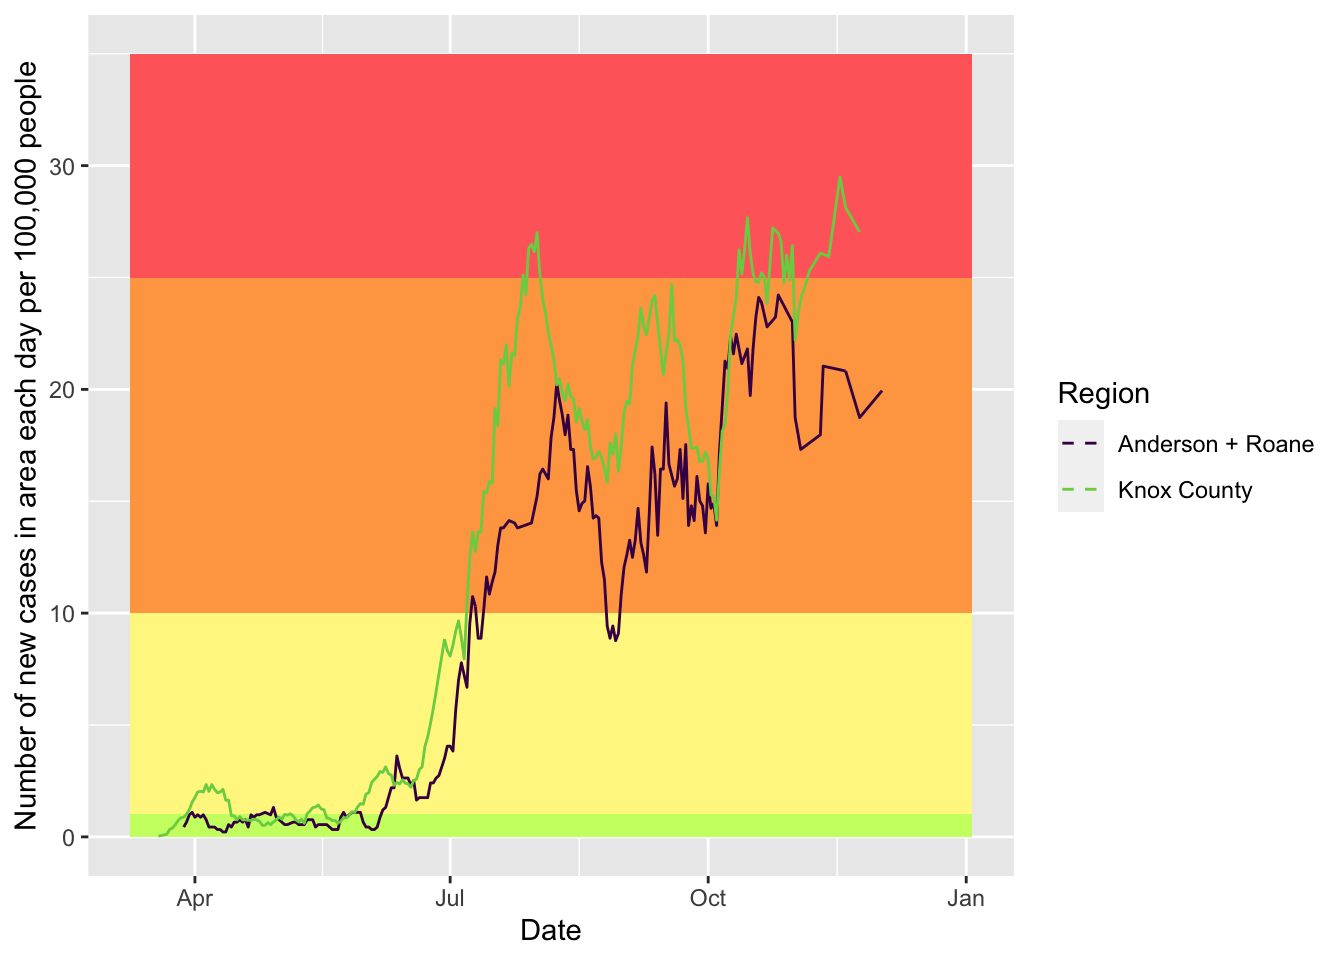 Number of new cases in area each day per 100,000 people
30
20
10
0
Apr
Jul
Oct
Jan
Date
Region
Anderson + Roane
Knox County